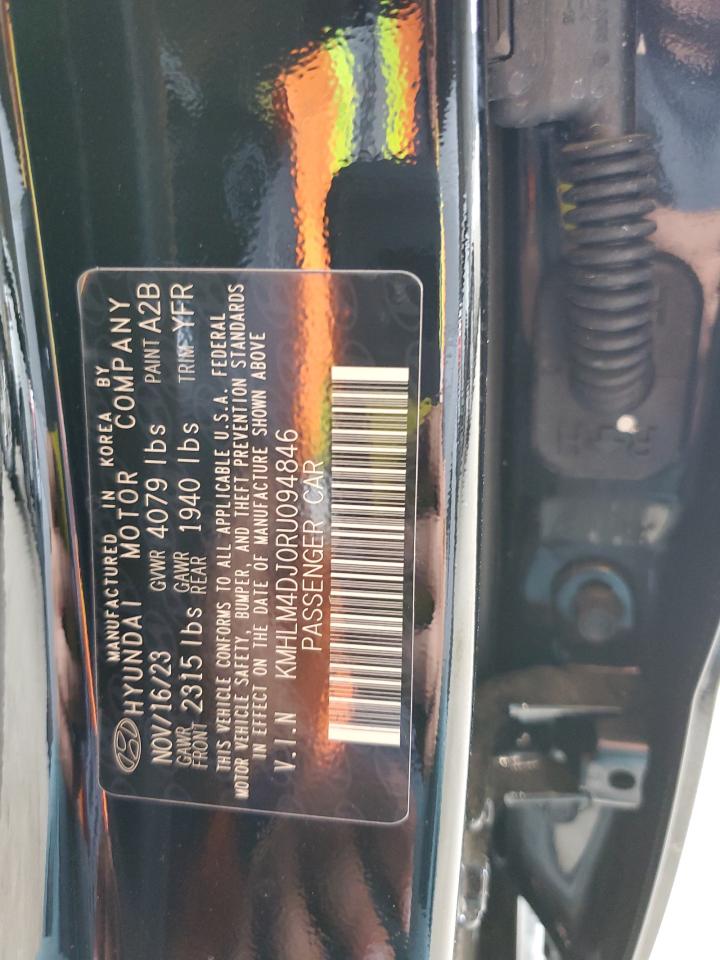 MANUFACTURED IN KOREA BY
HYUNDAI MOTOR COMPANY
NOV/16/23 GVWR 4079 lbs PAINT A2B
GAWR FRONT 2315 lbs GAWR REAR 1940 lbs TRIM YFR
THIS VEHICLE CONFORMS TO ALL APPLICABLE U.S.A. FEDERAL
MOTOR VEHICLE SAFETY, BUMPER, AND THEFT PREVENTION STANDARDS
IN EFFECT ON THE DATE OF MANUFACTURE SHOWN ABOVE
V.I.N KMHLM4DJ0RU094846
PASSENGER CAR